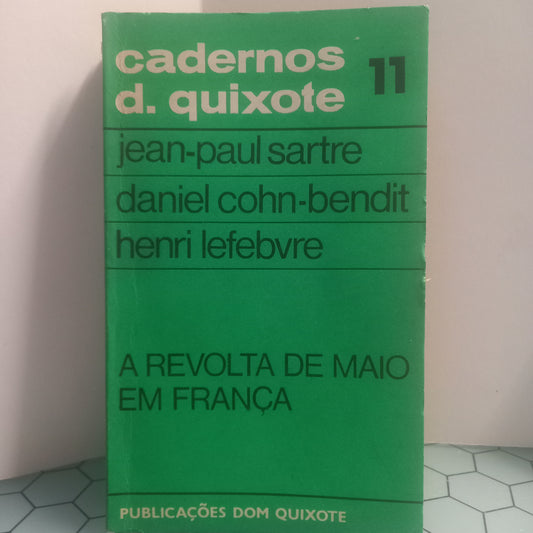 cadernos 11
d. quixote
jean-paul sartre
daniel cohn-bendit
henri lefebvre
A REVOLTA DE MAIO
EM FRANÇA
PUBLICAÇÕES DOM QUIXOTE